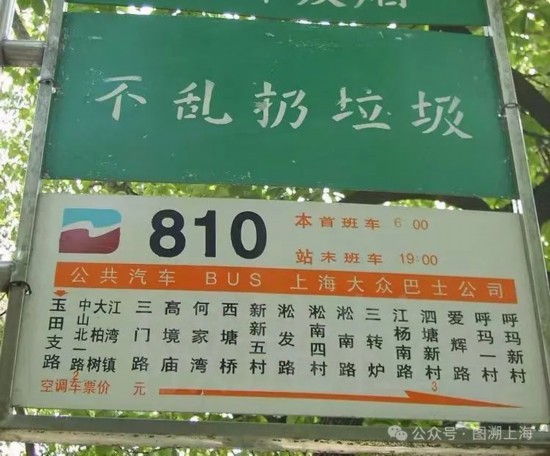 不乱扔垃圾
810
本首班车 6:00
站末班车 19:00
公共汽车 BUS 上海大众巴士公司
玉田支路
中山北一路
大柏树
江湾镇
三门路
高境庙
何家湾
西塘桥
新新五村
淞发路
淞南四村
淞南路
三转炉
江杨南路
泗塘新村
爱辉路
呼玛一村
呼玛新村
2
3
空调车票价 元
公众号·图溯上海